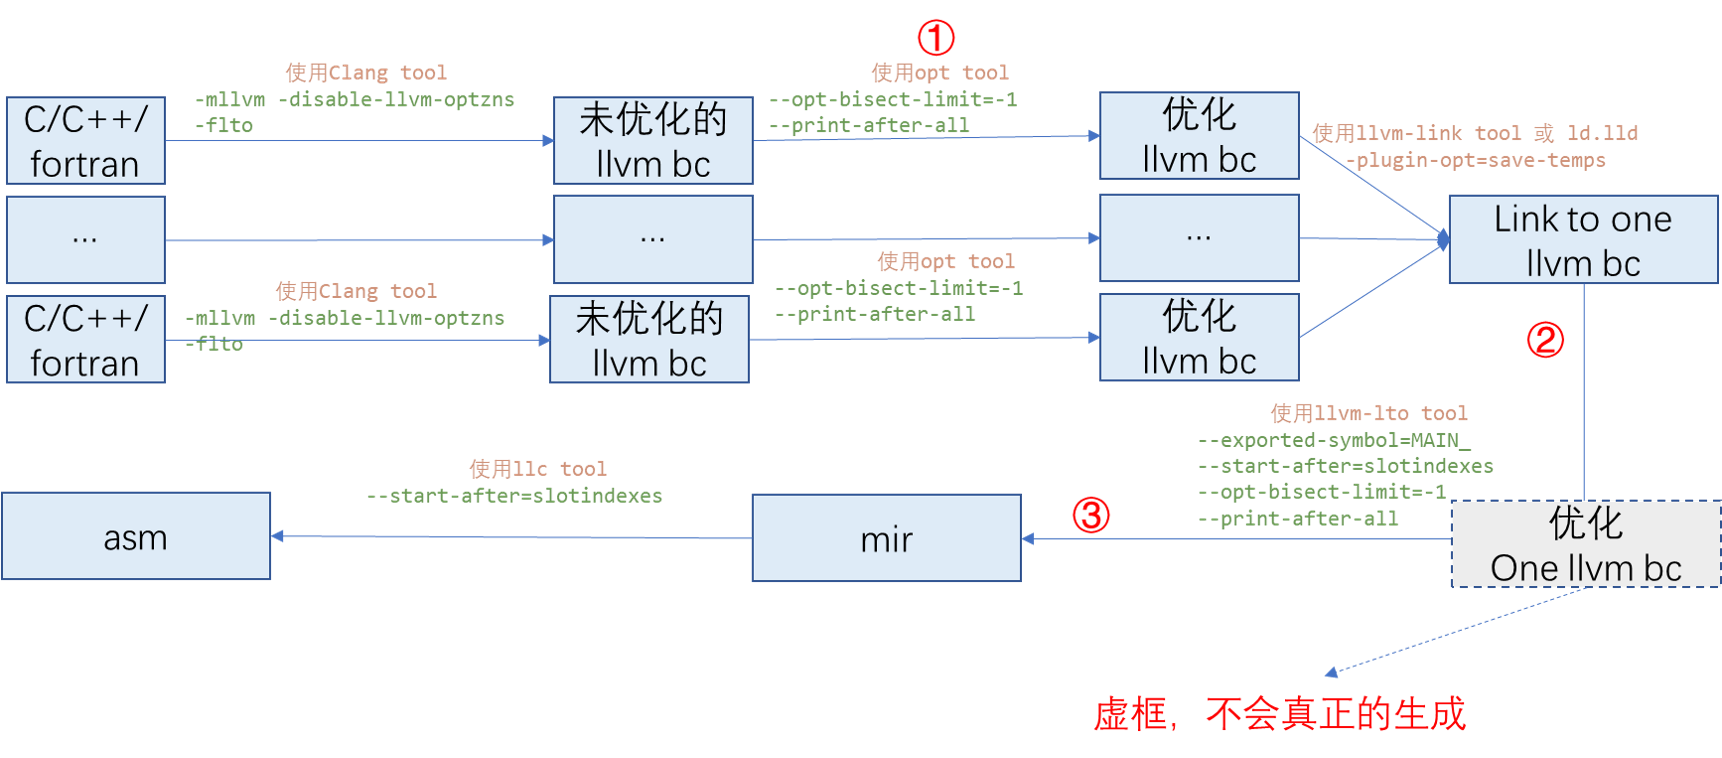 ①
使用Clang tool
-mllvm -disable-llvm-optzns
-flto
使用opt tool
--opt-bisect-limit=-1
--print-after-all
C/C++/
fortran
未优化的
llvm bc
优化
llvm bc
使用llvm-link tool 或 ld.lld
-plugin-opt=save-temps
...
...
...
Link to one
llvm bc
使用Clang tool
-mllvm -disable-llvm-optzns
-flto
使用opt tool
--opt-bisect-limit=-1
--print-after-all
C/C++/
fortran
未优化的
llvm bc
优化
llvm bc
②
使用llvm-lto tool
--exported-symbol=MAIN_
--start-after=slotindexes
--opt-bisect-limit=-1
--print-after-all
使用llc tool
--start-after=slotindexes
③
asm
mir
优化
One llvm bc
虚框，不会真正的生成